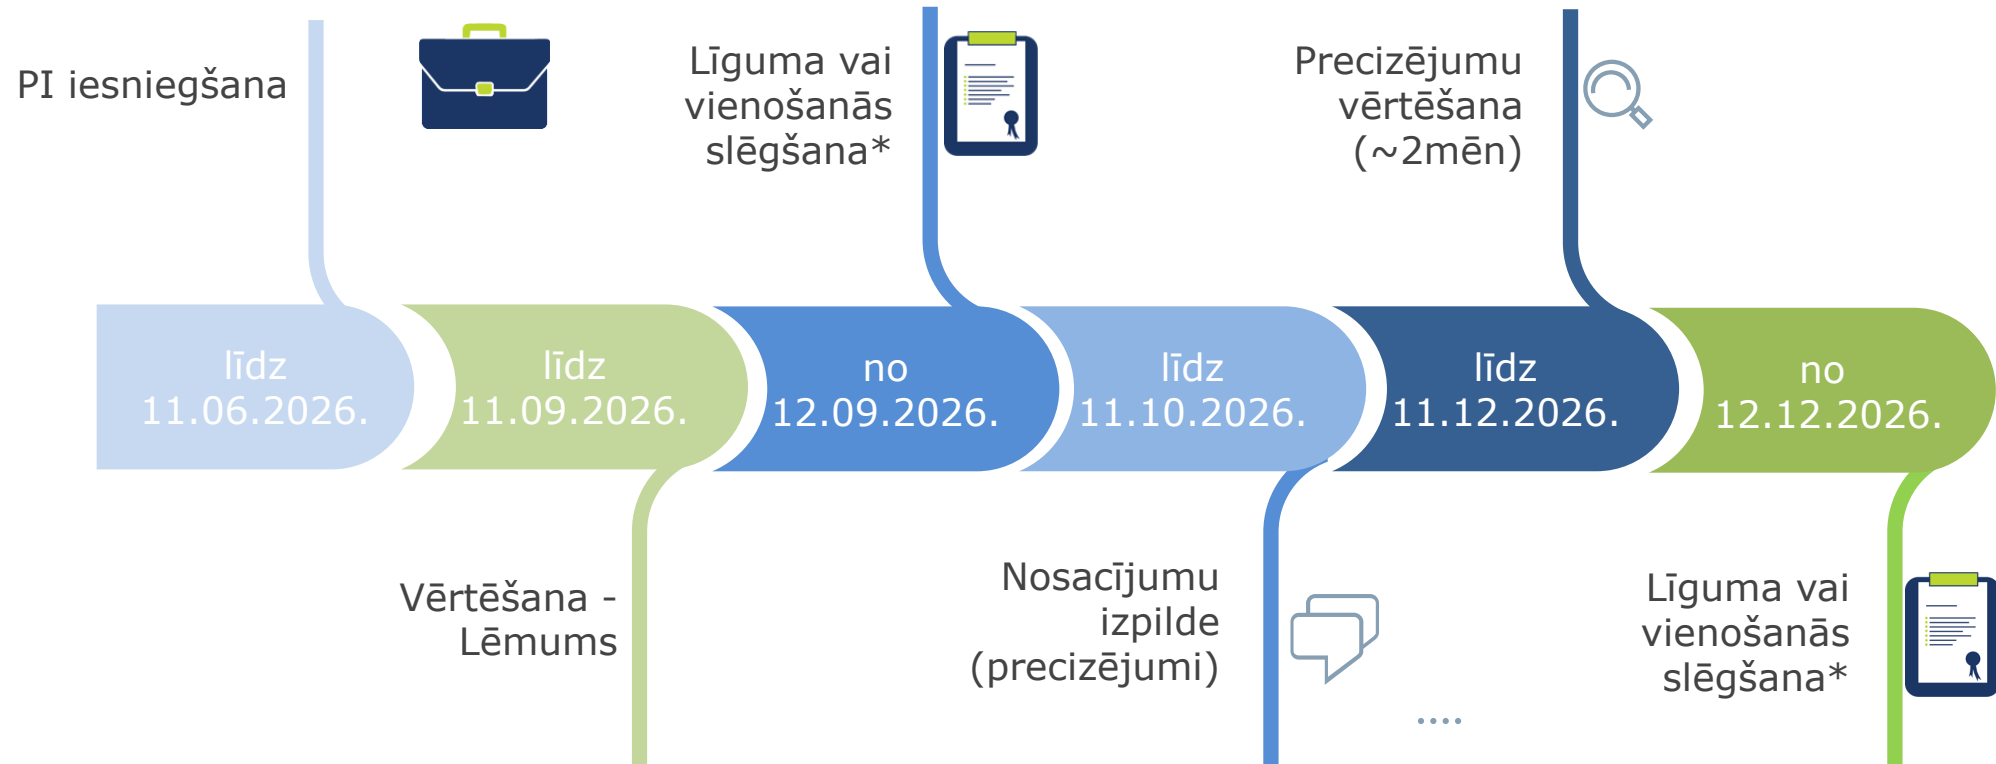 PI iesniegšana
Līguma vai
vienošanās
slēgšana*
Precizējumu
vērtēšana
(~2mēn)
līdz
11.06.2026.
līdz
11.09.2026.
no
12.09.2026.
līdz
11.10.2026.
līdz
11.12.2026.
no
12.12.2026.
Vērtēšana -
Lēmums
Nosacījumu
izpilde
(precizējumi)
....
Līguma vai
vienošanās
slēgšana*